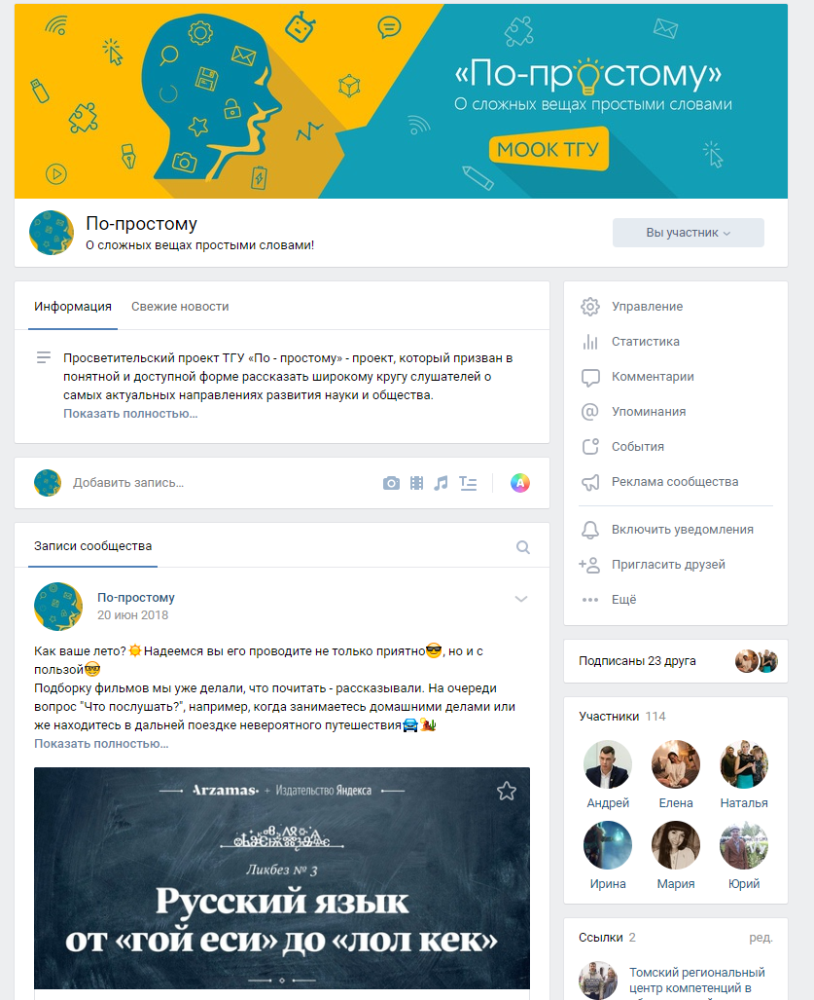 «По-простому»
О сложных вещах простыми словами
МООК ТГУ
По-простому
О сложных вещах простыми словами!
Вы участник
Информация
Свежие новости
Просветительский проект ТГУ «По - простому» - проект, который призван в
понятной и доступной форме рассказать широкому кругу слушателей о
самых актуальных направлениях развития науки и общества.
Показать полностью…
Добавить запись…
A
Записи сообщества
По-простому
20 июн 2018
Как ваше лето? Надеемся вы его проводите не только приятно, но и с
пользой
Подборку фильмов мы уже делали, что почитать - рассказывали. На очереди
вопрос "Что послушать?", например, когда занимаетесь домашними делами или
же находитесь в дальней поездке невероятного путешествия
Показать полностью…
Arzamas + Издательство Яндекса
Ликбез № 3
Русский язык
от «гой еси» до «лол кек»
Управление
Статистика
Комментарии
Упоминания
События
Реклама сообщества
Включить уведомления
Пригласить друзей
Ещё
Подписаны 23 друга
Участники 114
Андрей Елена Наталья
Ирина Мария Юрий
Ссылки 2 ред.
Томский региональный
центр компетенций в